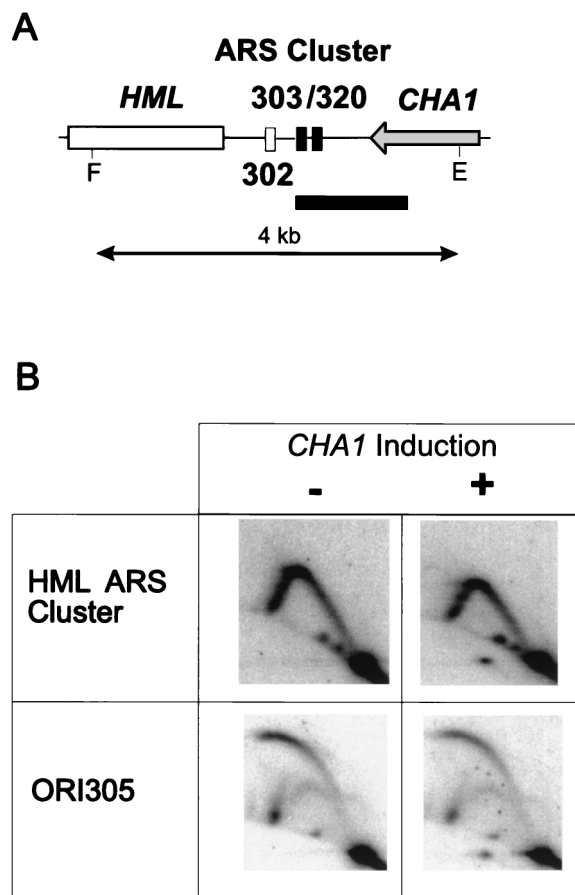 A
ARS Cluster
HML 303/320 CHA1
F 302 E
4 kb
B
CHA1 Induction
- +
HML ARS
Cluster
ORI305